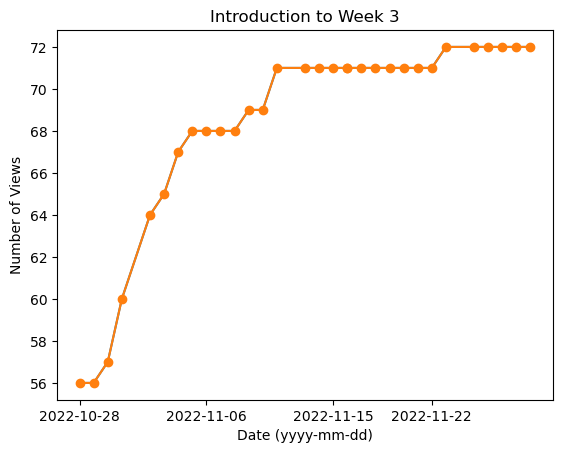 Introduction to Week 3
Number of Views
72
70
68
66
64
62
60
58
56
2022-10-28 2022-11-06 2022-11-15 2022-11-22
Date (yyyy-mm-dd)